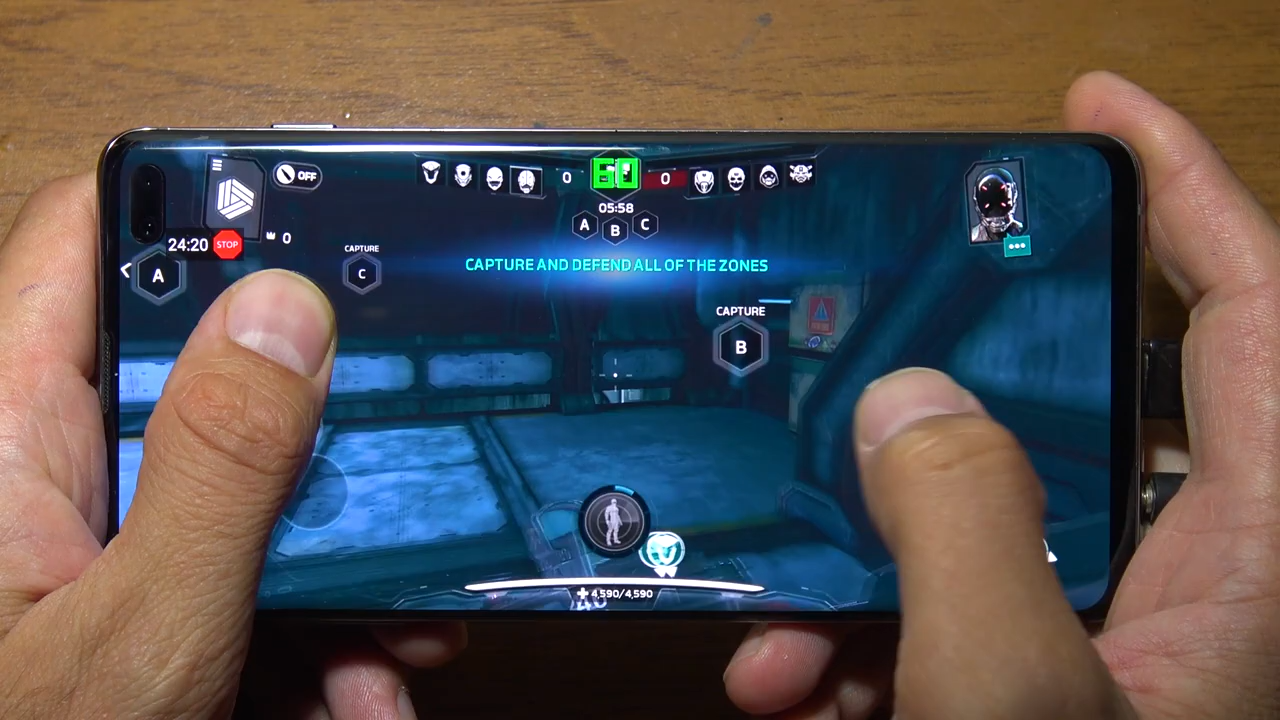 OFF
0
60
0
05:58
A
B
C
24:20
STOP
0
A
CAPTURE
C
CAPTURE AND DEFEND ALL OF THE ZONES
CAPTURE
B
4,590/4,590